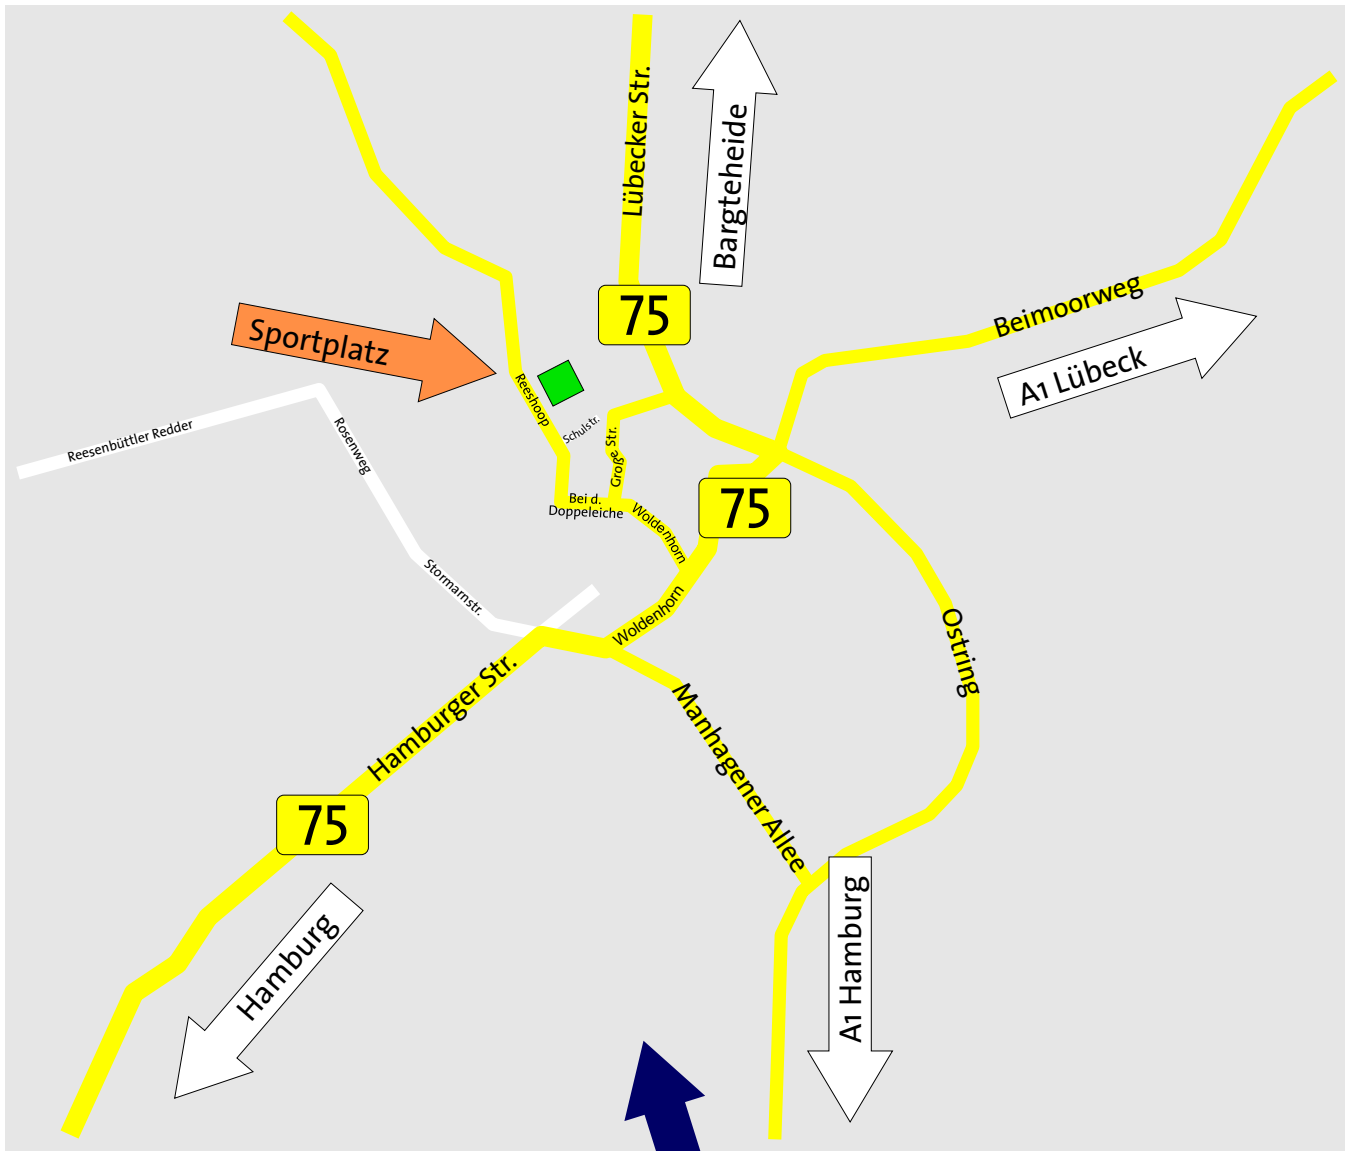 Lübecker Str.
Bargteheide
75
Beimoorweg
Sportplatz
A1 Lübeck
Reeshoop
Schulstr.
Große Str.
Reesenbüttler Redder
Rosenweg
75
Bei d.
Doppeleiche
Woldenhorn
Stormarnstr.
Woldenhorn
Ostring
Hamburger Str.
Manhagener Allee
75
Hamburg
A1 Hamburg